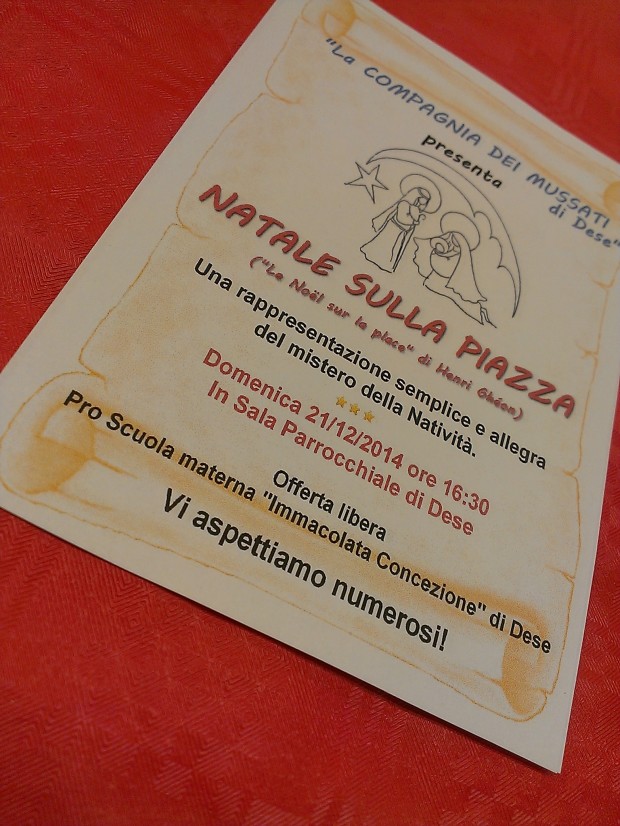 "La COMPAGNIA DEI MUSSATI
di Dese"
presenta
NATALE SULLA PIAZZA
("Le Noël sur la place" di Henri Ghéon)
Una rappresentazione semplice e allegra
del mistero della Natività.
Domenica 21/12/2014 ore 16:30
In Sala Parrocchiale di Dese
Offerta libera
Pro Scuola materna "Immacolata Concezione" di Dese
Vi aspettiamo numerosi!